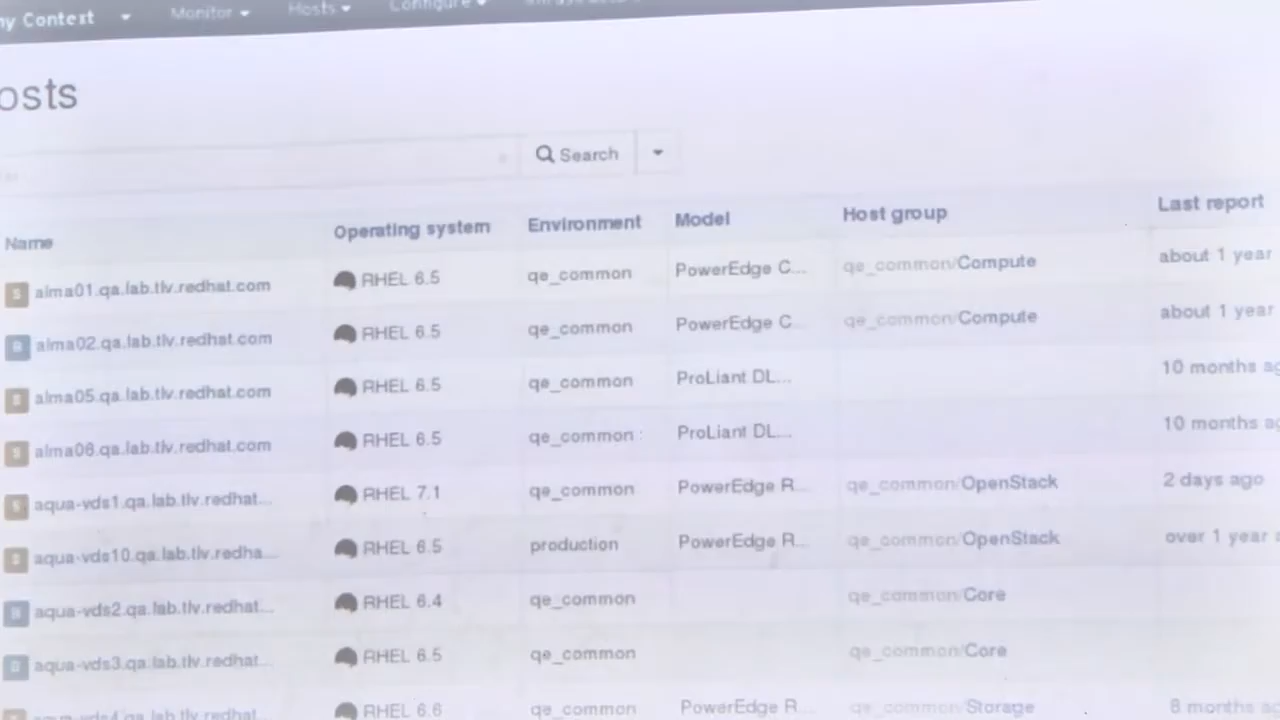 ny Context Monitor Hosts Configure
osts
Search
Name Operating system Environment Model Host group Last report
S alma01.qa.lab.tlv.redhat.com RHEL 6.5 qe_common PowerEdge C... qe_common/Compute about 1 year
B alma02.qa.lab.tlv.redhat.com RHEL 6.5 qe_common PowerEdge C... qe_common/Compute about 1 year
S alma05.qa.lab.tlv.redhat.com RHEL 6.5 qe_common ProLiant DL... 10 months ag
S alma06.qa.lab.tlv.redhat.com RHEL 6.5 qe_common ProLiant DL... 10 months ag
S aqua-vds1.qa.lab.tlv.redhat... RHEL 7.1 qe_common PowerEdge R... qe_common/OpenStack 2 days ago
S aqua-vds10.qa.lab.tlv.redha... RHEL 6.5 production PowerEdge R... qe_common/OpenStack over 1 year a
B aqua-vds2.qa.lab.tlv.redhat... RHEL 6.4 qe_common qe_common/Core
B aqua-vds3.qa.lab.tlv.redhat... RHEL 6.5 qe_common qe_common/Core
aqua-vds4.qa.lab.tlv.redhat... RHEL 6.6 qe_common PowerEdge R... qe_common/Storage 8 months ag